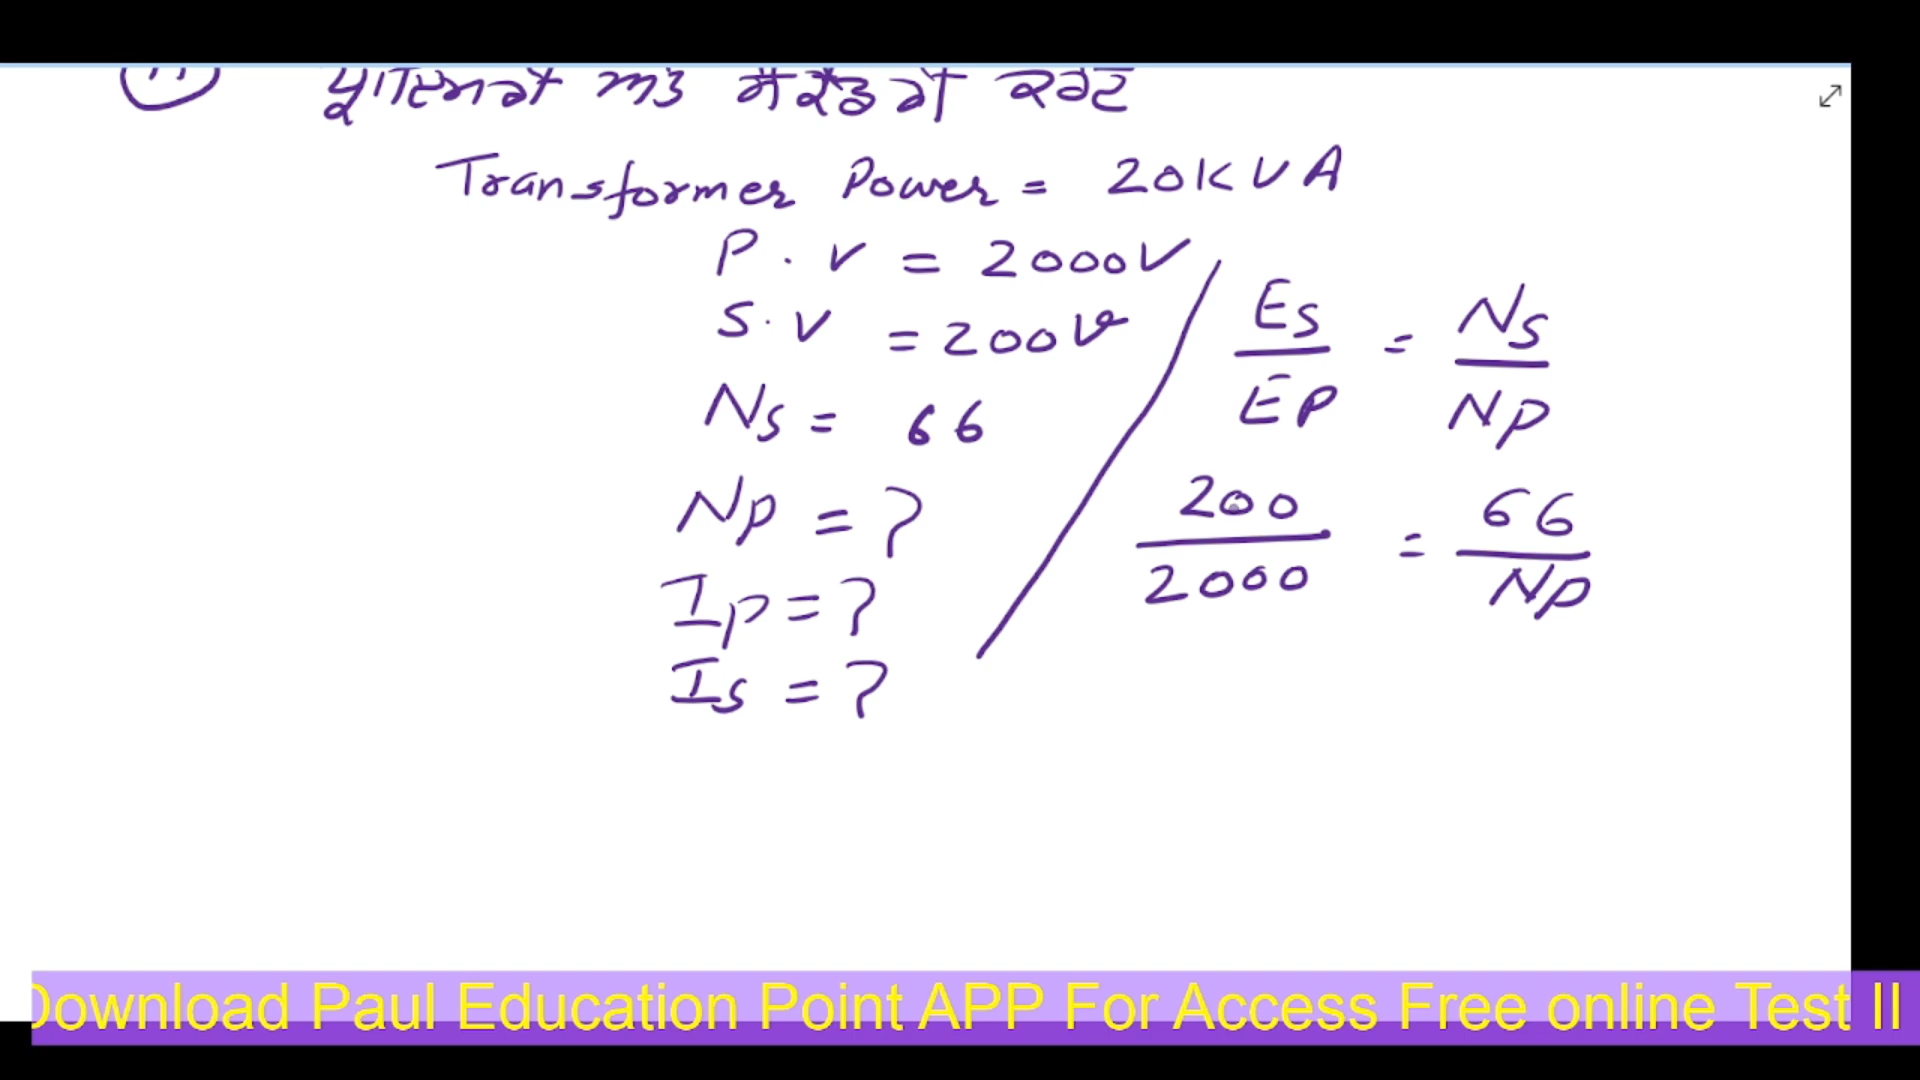 ਪ੍ਰਾਇਮਰੀ ਅਤੇ ਸੈਕੰਡਰੀ ਕਰੰਟ
Transformer Power = 20KVA
P.V = 2000V
S.V = 200V
Ns = 66
Np = ?
Ip = ?
Is = ?
Es/Ep = Ns/Np
200/2000 = 66/Np
Download Paul Education Point APP For Access Free online Test II